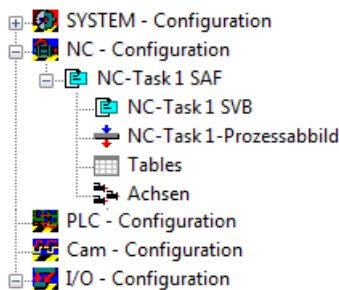 SYSTEM - Configuration
NC - Configuration
NC-Task 1 SAF
NC-Task 1 SVB
NC-Task 1-Prozessabbild
Tables
Achsen
PLC - Configuration
Cam - Configuration
I/O - Configuration